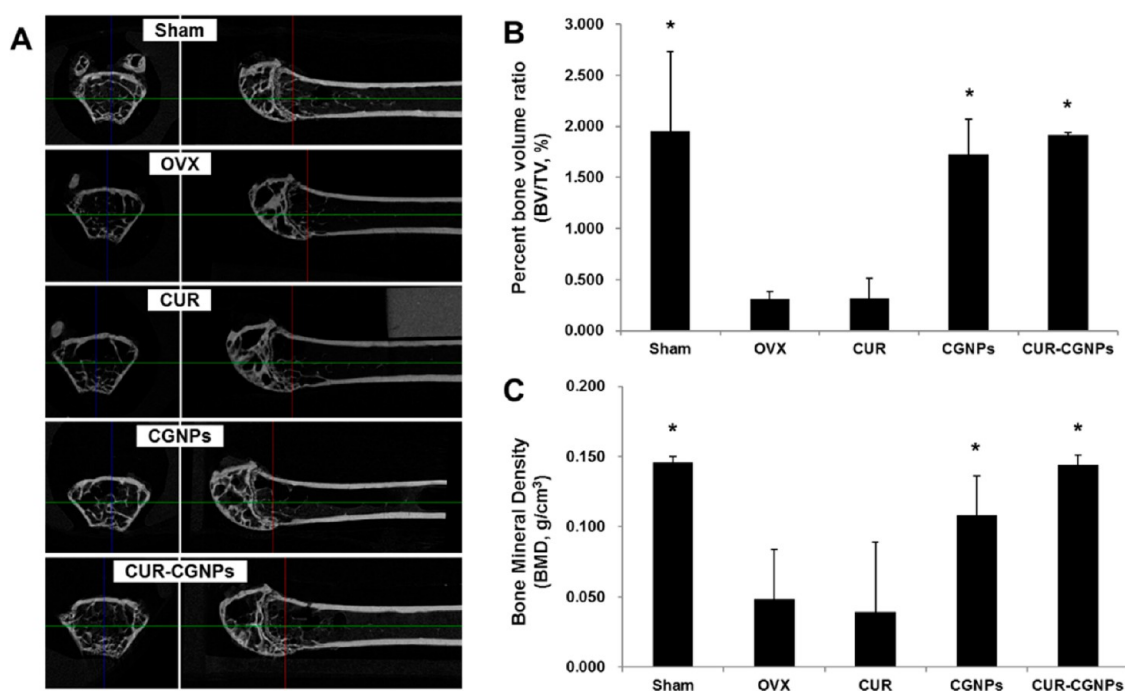 A
Sham
OVX
CUR
CGNPs
CUR-CGNPs
B
Percent bone volume ratio
(BV/TV, %)
3.000
2.500
2.000
1.500
1.000
0.500
0.000
*
*
*
Sham OVX CUR CGNPs CUR-CGNPs
C
Bone Mineral Density
(BMD, g/cm³)
0.200
0.150
0.100
0.050
0.000
*
*
*
Sham OVX CUR CGNPs CUR-CGNPs